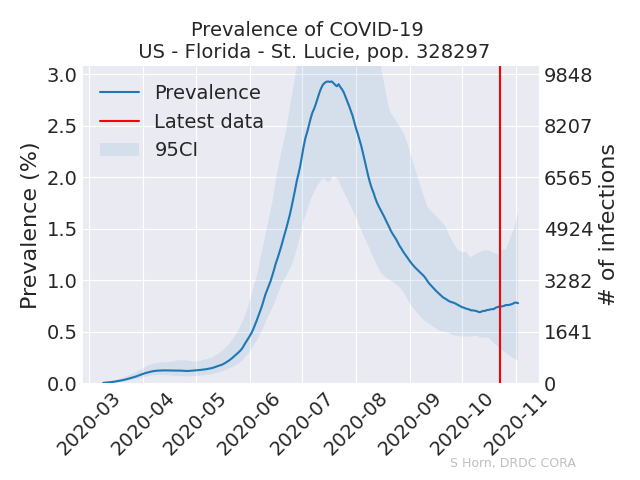 Prevalence of COVID-19
US - Florida - St. Lucie, pop. 328297
Prevalence (%)
3.0
2.5
2.0
1.5
1.0
0.5
0.0
Prevalence
Latest data
95CI
9848
8207
6565
4924
3282
1641
0
# of infections
2020-03
2020-04
2020-05
2020-06
2020-07
2020-08
2020-09
2020-10
2020-11
S Horn, DRDC CORA